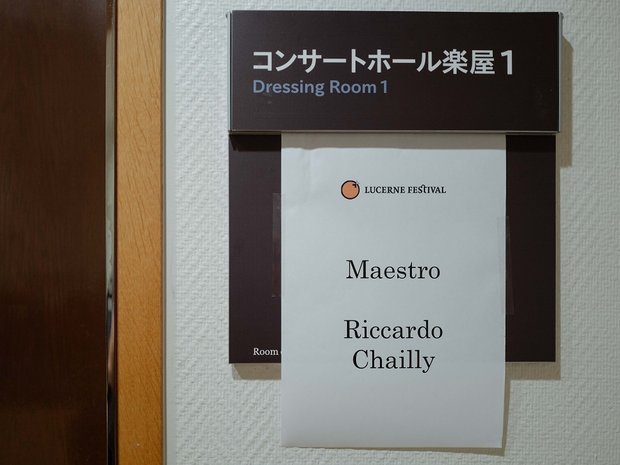 コンサートホール楽屋1
Dressing Room 1
LUCERNE FESTIVAL
Maestro
Riccardo
Chailly
Room